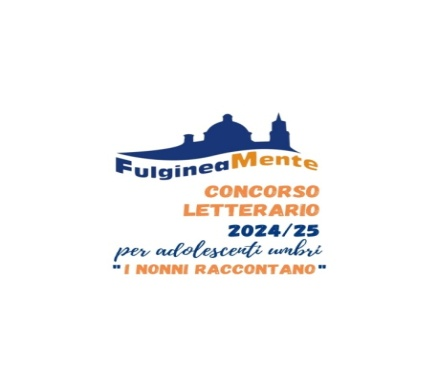 FulgineaMente
CONCORSO
LETTERARIO
2024/25
per adolescenti umbri
"I NONNI RACCONTANO"